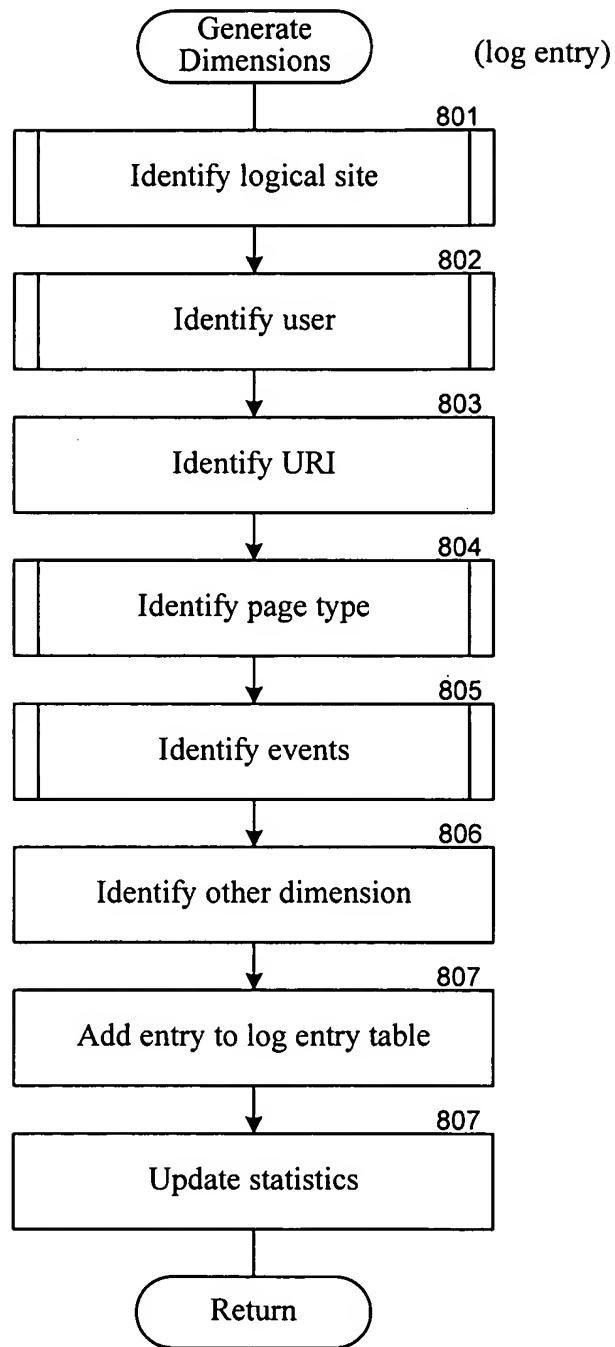 Generate
Dimensions
(log entry)
801
Identify logical site
802
Identify user
803
Identify URI
804
Identify page type
805
Identify events
806
Identify other dimension
807
Add entry to log entry table
807
Update statistics
Return